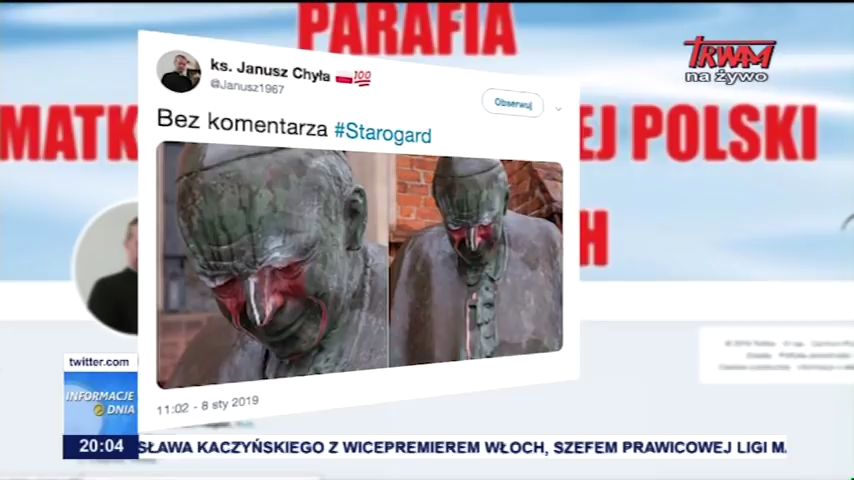 PARAFIA
TRWAM
na żywo
ks. Janusz Chyła 100
@Janusz1967
Obserwuj
MATK
EJ POLSKI
Bez komentarza #Starogard
H
twitter.com
11:02 - 8 sty 2019
INFORMACJE
DNIA
20:04
SŁAWA KACZYŃSKIEGO Z WICEPREMIEREM WŁOCH, SZEFEM PRAWICOWEJ LIGI